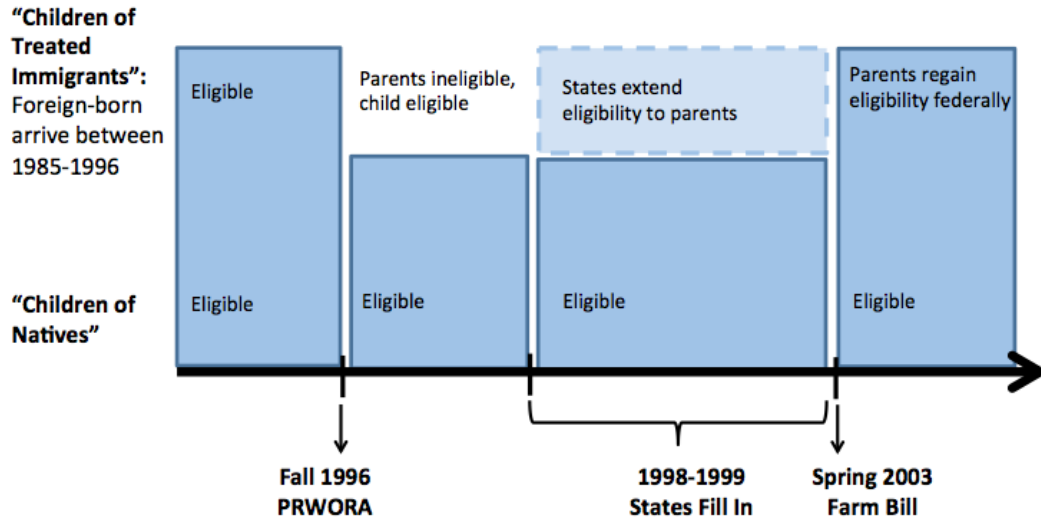 “Children of
Treated
Immigrants”:
Foreign-born
arrive between
1985-1996
Eligible
Parents ineligible,
child eligible
States extend
eligibility to parents
Parents regain
eligibility federally
“Children of
Natives”
Eligible
Eligible
Eligible
Eligible
Fall 1996
PRWORA
1998-1999
States Fill In
Spring 2003
Farm Bill